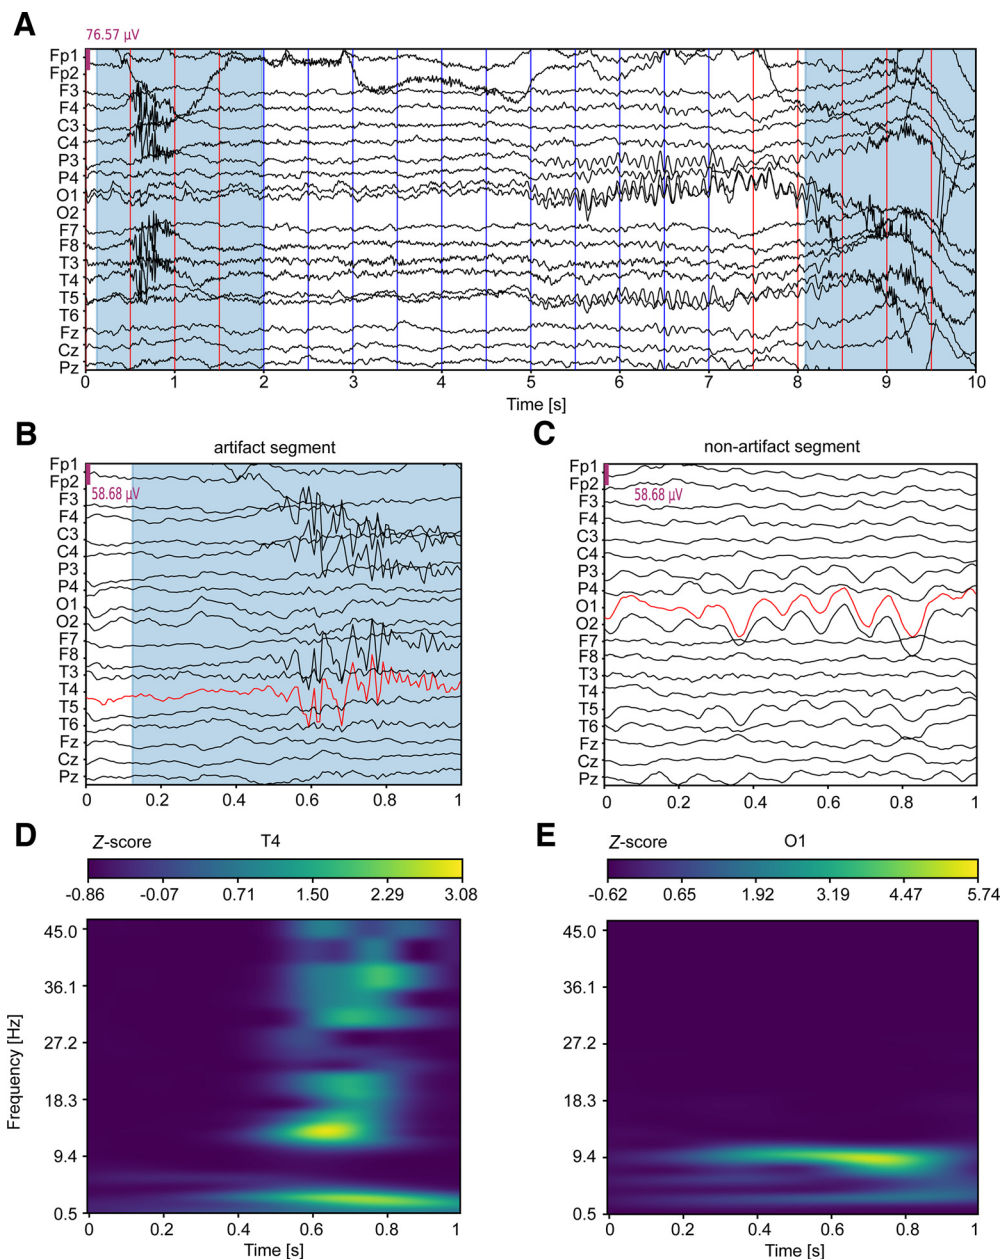 A
76.57 µV
Fp1
Fp2
F3
F4
C3
C4
P3
P4
O1
O2
F7
F8
T3
T4
T5
T6
Fz
Cz
Pz
0 1 2 3 4 5 6 7 8 9 10
Time [s]
B
artifact segment
Fp1
Fp2
58.68 µV
F3
F4
C3
C4
P3
P4
O1
O2
F7
F8
T3
T4
T5
T6
Fz
Cz
Pz
0 0.2 0.4 0.6 0.8 1
C
non-artifact segment
Fp1
Fp2
58.68 µV
F3
F4
C3
C4
P3
P4
O1
O2
F7
F8
T3
T4
T5
T6
Fz
Cz
Pz
0 0.2 0.4 0.6 0.8 1
D
Z-score T4
-0.86 -0.07 0.71 1.50 2.29 3.08
Frequency [Hz]
45.0
36.1
27.2
18.3
9.4
0.5
0 0.2 0.4 0.6 0.8 1
Time [s]
E
Z-score O1
-0.62 0.65 1.92 3.19 4.47 5.74
45.0
36.1
27.2
18.3
9.4
0.5
0 0.2 0.4 0.6 0.8 1
Time [s]